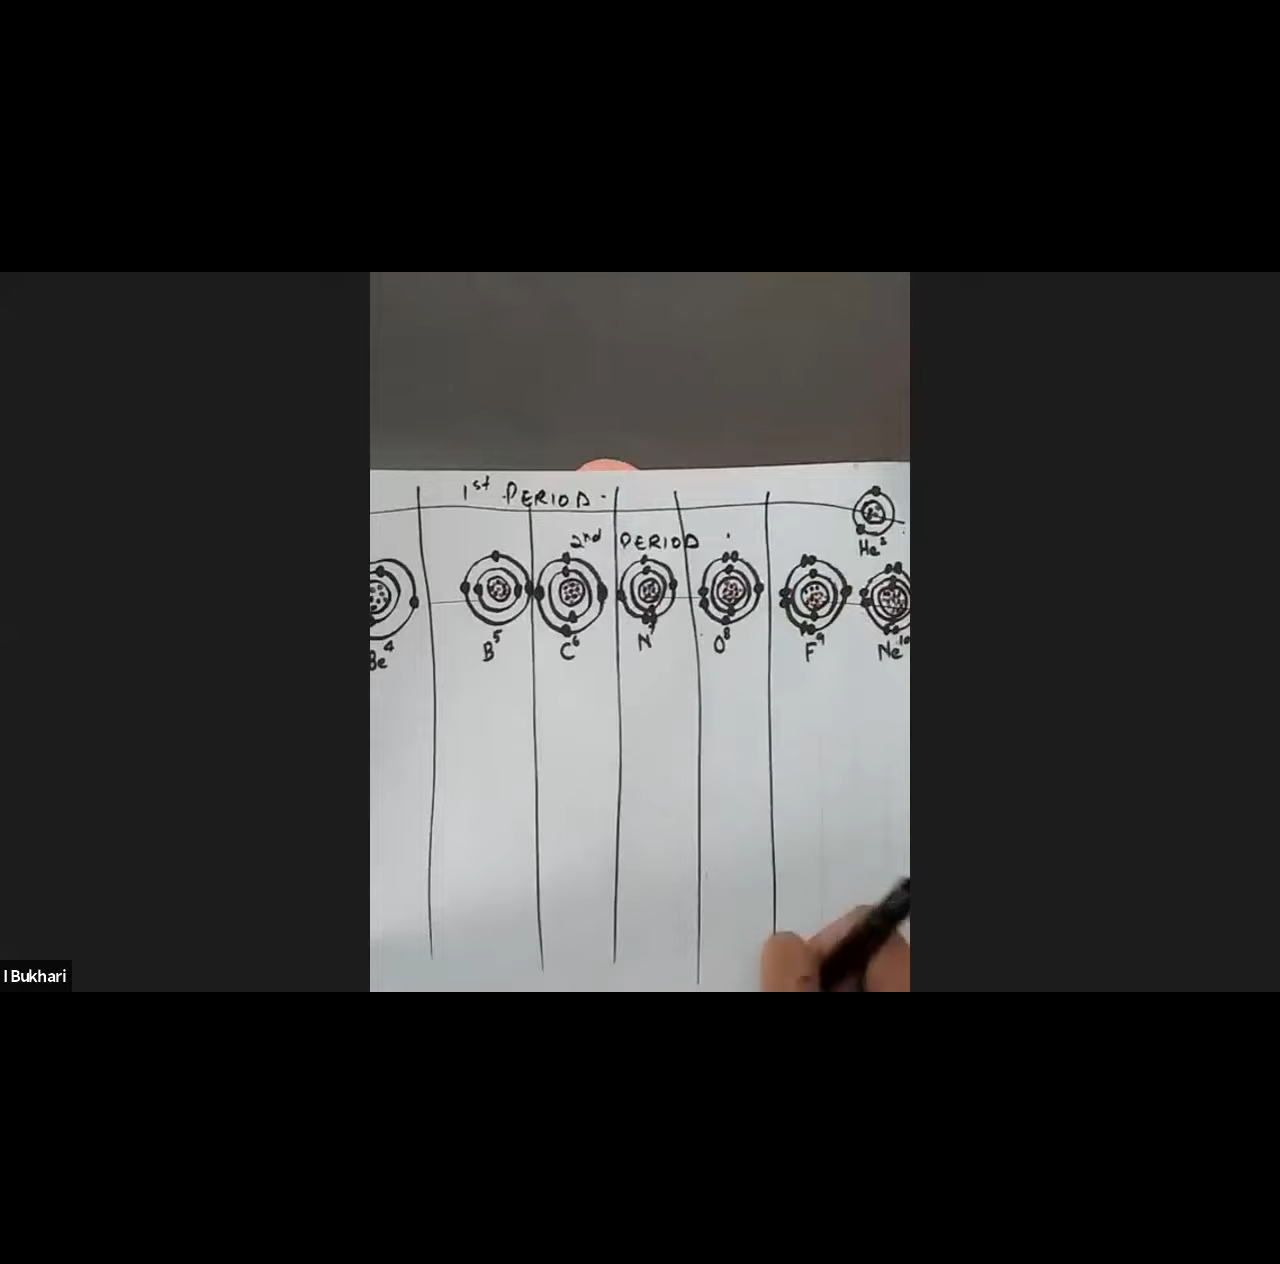 1st PERIOD.
He2
2nd PERIOD
Be4 B5 C6 N7 O8 F9 Ne10
I Bukhari